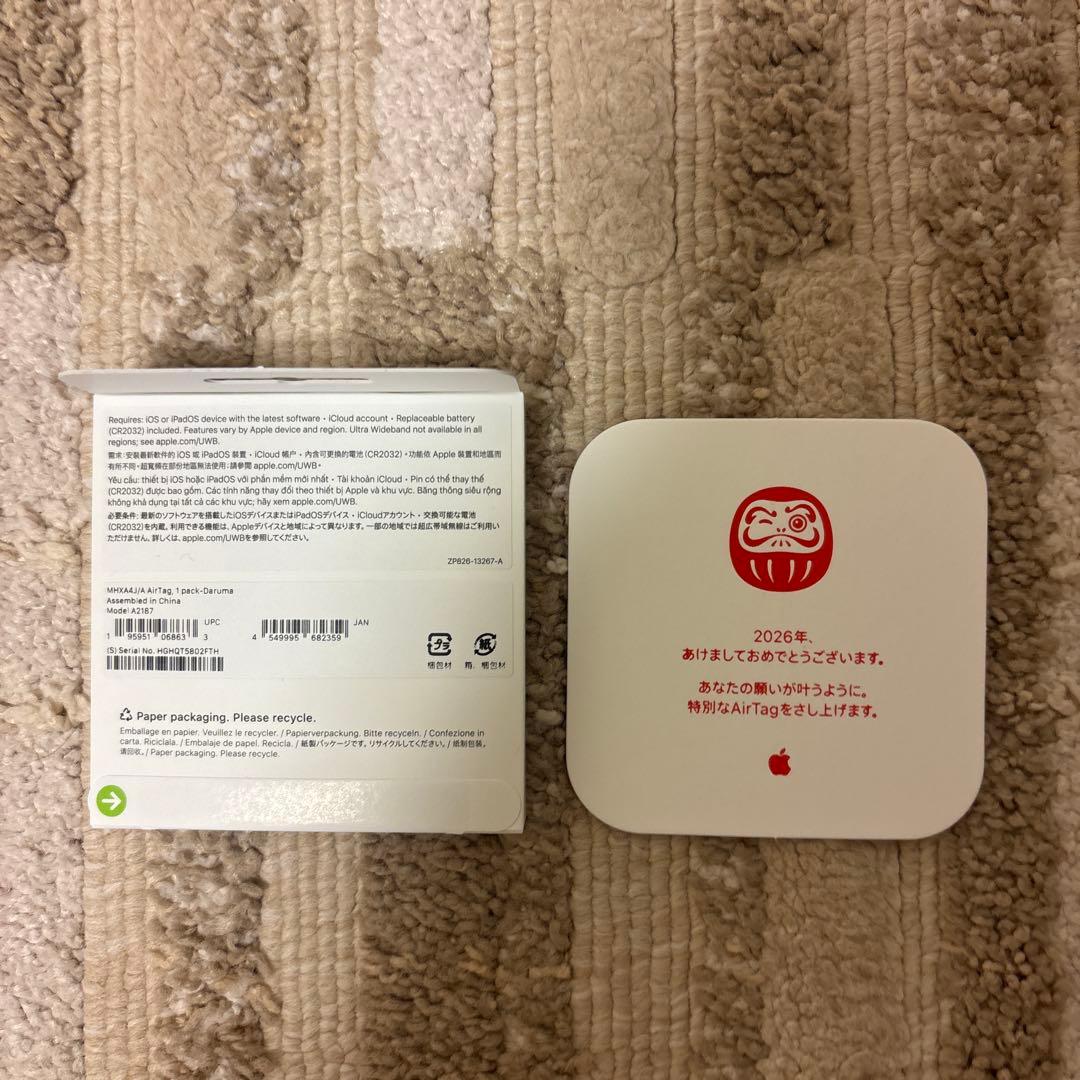 Requires: iOS or iPadOS device with the latest software・iCloud account・Replaceable battery
(CR2032) included. Features vary by Apple device and region. Ultra Wideband not available in all
regions; see apple.com/UWB.
需求：安裝最新軟件的 iOS 或 iPadOS 裝置・iCloud 帳戶・內含可更換的電池 (CR2032)。功能依 Apple 裝置和地區而
有所不同。超寬頻在部份地區無法使用；請參閱 apple.com/UWB。
Yêu cầu: thiết bị iOS hoặc iPadOS với phần mềm mới nhất・Tài khoản iCloud・Pin có thể thay thế
(CR2032) được bao gồm. Các tính năng thay đổi theo thiết bị Apple và khu vực. Băng thông siêu rộng
không khả dụng tại tất cả các khu vực; hãy xem apple.com/UWB.
必要条件：最新のソフトウェアを搭載したiOSデバイスまたはiPadOSデバイス・iCloudアカウント・交換可能な電池
(CR2032)を内蔵。利用できる機能は、Appleデバイスと地域によって異なります。一部の地域では超広帯域無線はご利用い
ただけません。詳しくは、apple.com/UWBを参照してください。
ZP826-13267-A
MHXA4J/A AirTag, 1 pack-Daruma
Assembled in China
Model A2187
UPC
1 95951 06863 3
JAN
4 549995 682359
(S) Serial No. HGHQT5802FTH
プラ
梱包材
紙
箱、梱包材
Paper packaging. Please recycle.
Emballage en papier. Veuillez le recycler. / Papierverpackung. Bitte recyceln. / Confezione in
carta. Riciclala. / Embalaje de papel. Recicla. / 紙製パッケージです。リサイクルしてください。/ 纸制包装。
请回收。/ Paper packaging. Please recycle.
2026年、
あけましておめでとうございます。
あなたの願いが叶うように。
特別なAirTagをさし上げます。